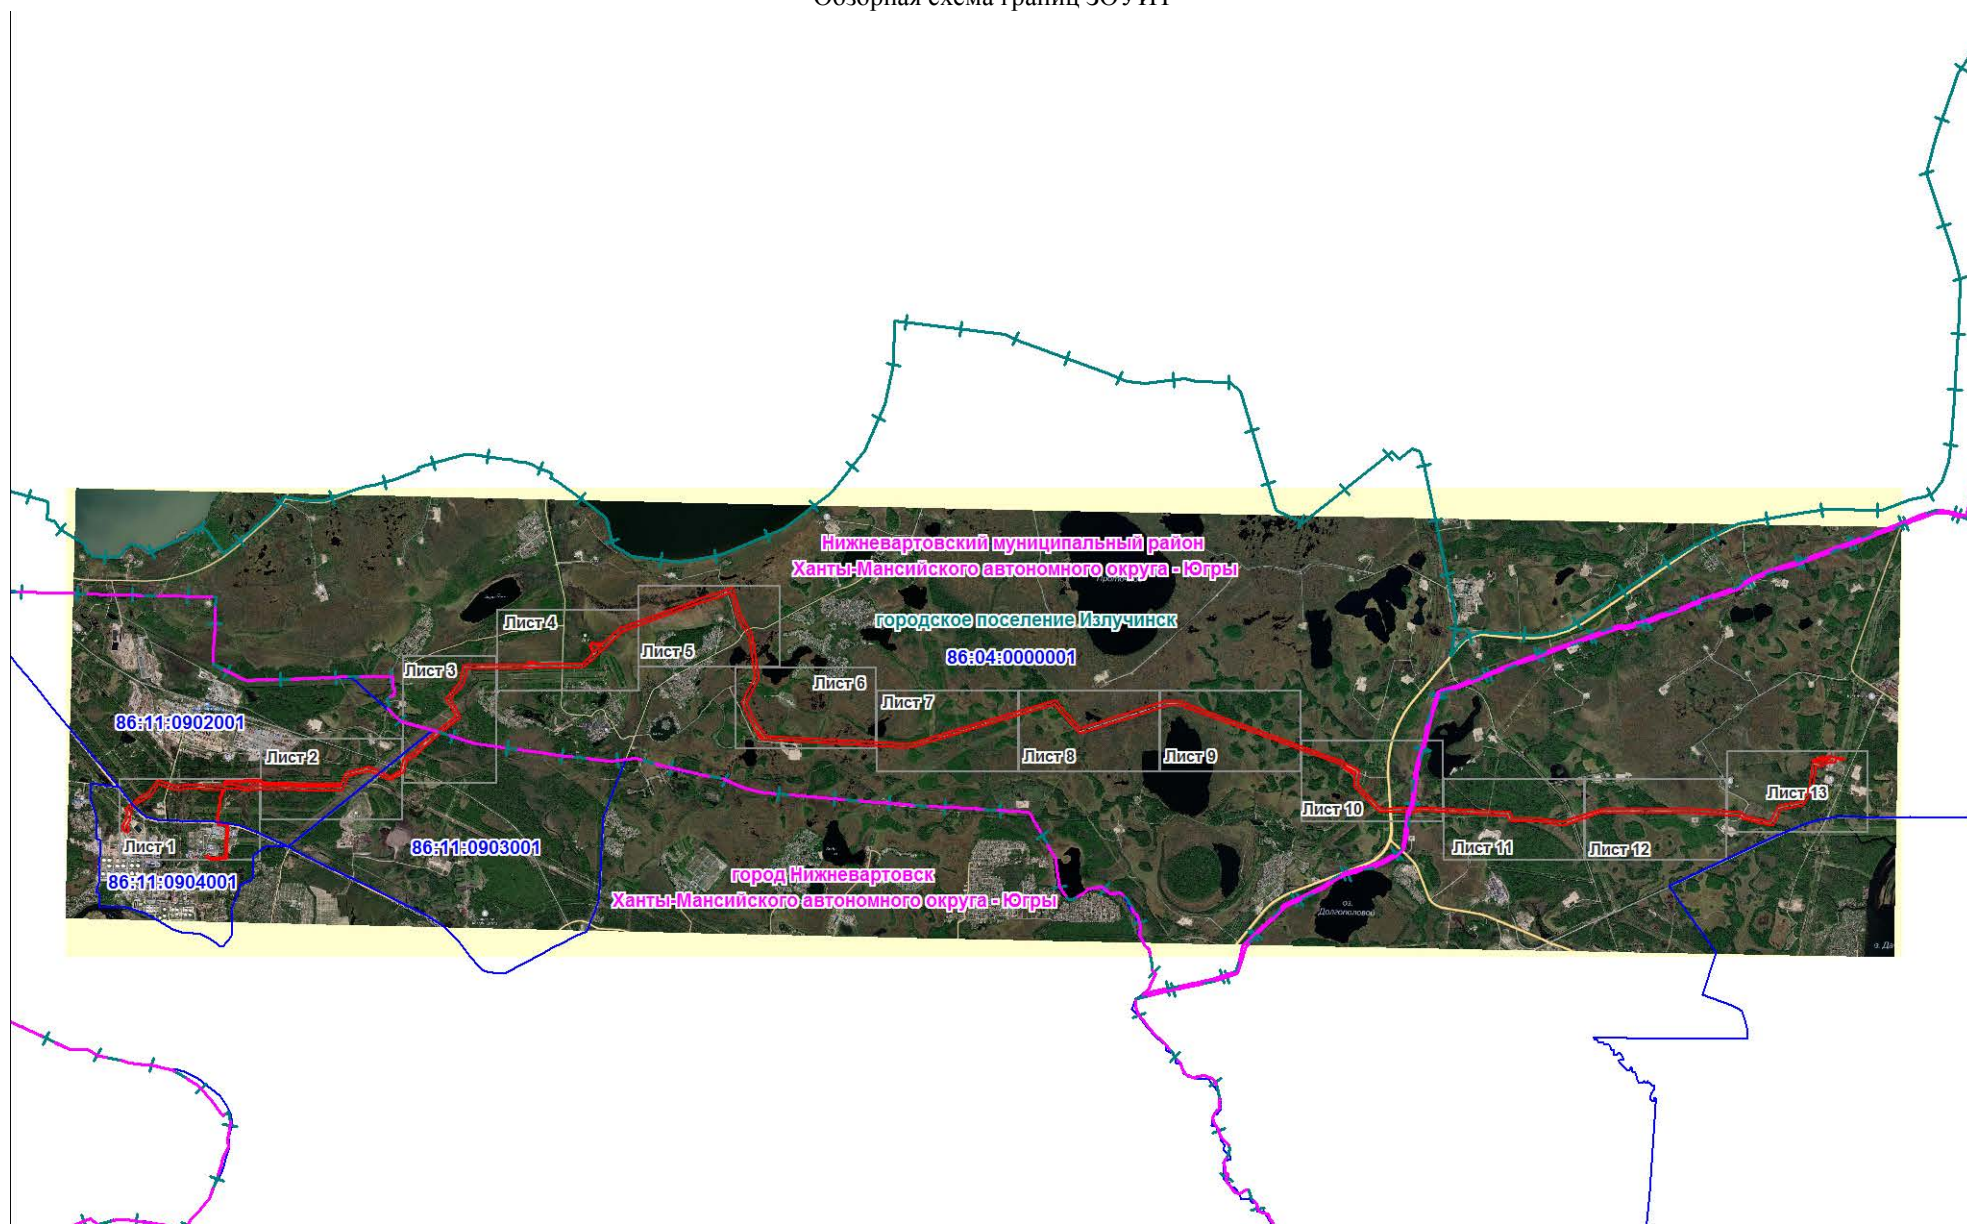 Обзорная схема границ ЗОУИТ
Нижневартовский муниципальный район
Ханты-Мансийского автономного округа - Югры
городское поселение Излучинск
86:04:0000001
Лист 4
Лист 5
Лист 3
Лист 6
Лист 7
86:11:0902001
Лист 2
Лист 8
Лист 9
Лист 10
Лист 13
Лист 1
86:11:0903001
Лист 11
Лист 12
86:11:0904001
город Нижневартовск
Ханты-Мансийского автономного округа - Югры
оз.
Долгополовой